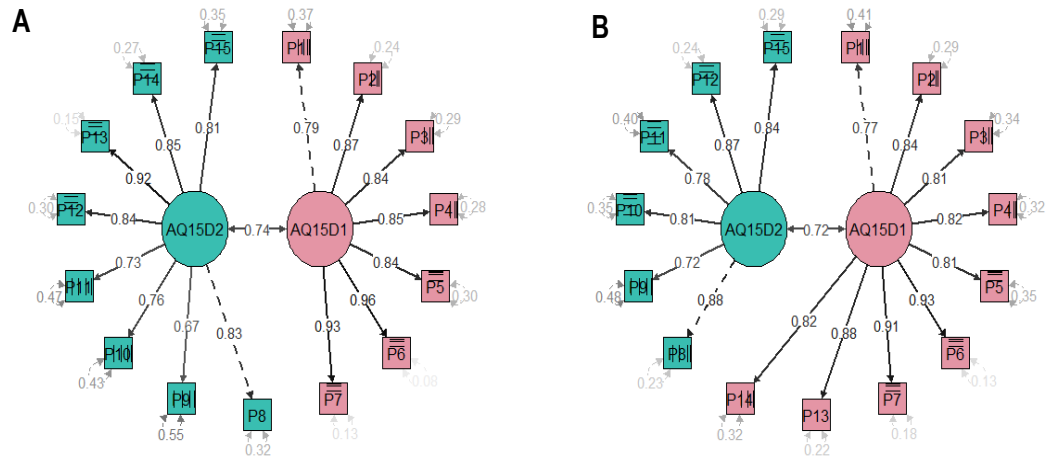 A
0.35
0.37
P15
P1
0.27
0.24
P14
P2
0.15
0.29
P13
P3
0.81
0.79
0.85
0.87
0.92
0.84
0.30
P12
0.84
0.85
P4
0.28
AQ15D2
0.74
AQ15D1
0.73
0.84
0.47
P11
P5
0.30
0.76
0.67
0.83
0.93
0.96
P10
P6
0.43
0.08
P9
P8
P7
0.55
0.32
0.13
B
0.29
0.41
P15
P1
0.24
0.29
P12
P2
0.40
0.34
P11
P3
0.84
0.77
0.87
0.84
0.78
0.81
0.35
P10
0.81
0.82
P4
0.32
AQ15D2
0.72
AQ15D1
0.72
0.81
0.48
P9
P5
0.35
0.88
0.82
0.88
0.91
0.93
P8
P6
0.23
0.13
P14
P13
P7
0.32
0.22
0.18